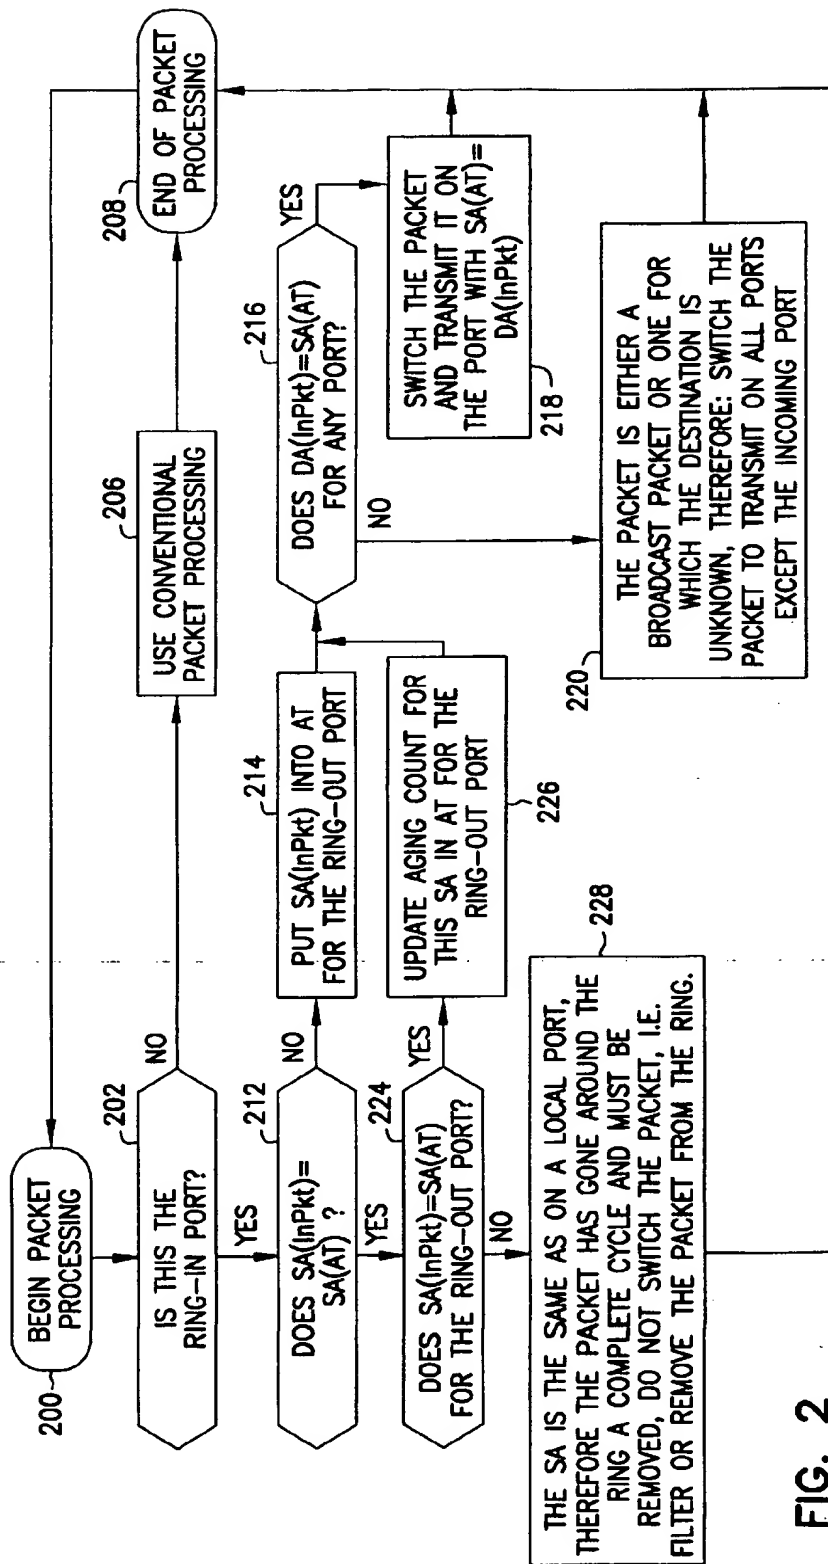 200
BEGIN PACKET
PROCESSING
202
IS THIS THE
RING-IN PORT?
NO
YES
206
USE CONVENTIONAL
PACKET PROCESSING
208
END OF PACKET
PROCESSING
212
DOES SA(InPkt)=
SA(AT) ?
NO
YES
214
PUT SA(InPkt) INTO AT
FOR THE RING-OUT PORT
216
DOES DA(InPkt)=SA(AT)
FOR ANY PORT?
YES
NO
SWITCH THE PACKET
AND TRANSMIT IT ON
THE PORT WITH SA(AT)=
DA(InPkt)
218
224
DOES SA(InPkt)=SA(AT)
FOR THE RING-OUT PORT?
YES
NO
UPDATE AGING COUNT FOR
THIS SA IN AT FOR THE
RING-OUT PORT
226
220
THE PACKET IS EITHER A
BROADCAST PACKET OR ONE FOR
WHICH THE DESTINATION IS
UNKNOWN, THEREFORE: SWITCH THE
PACKET TO TRANSMIT ON ALL PORTS
EXCEPT THE INCOMING PORT
228
THE SA IS THE SAME AS ON A LOCAL PORT,
THEREFORE THE PACKET HAS GONE AROUND THE
RING A COMPLETE CYCLE AND MUST BE
REMOVED, DO NOT SWITCH THE PACKET, I.E.
FILTER OR REMOVE THE PACKET FROM THE RING.
FIG. 2